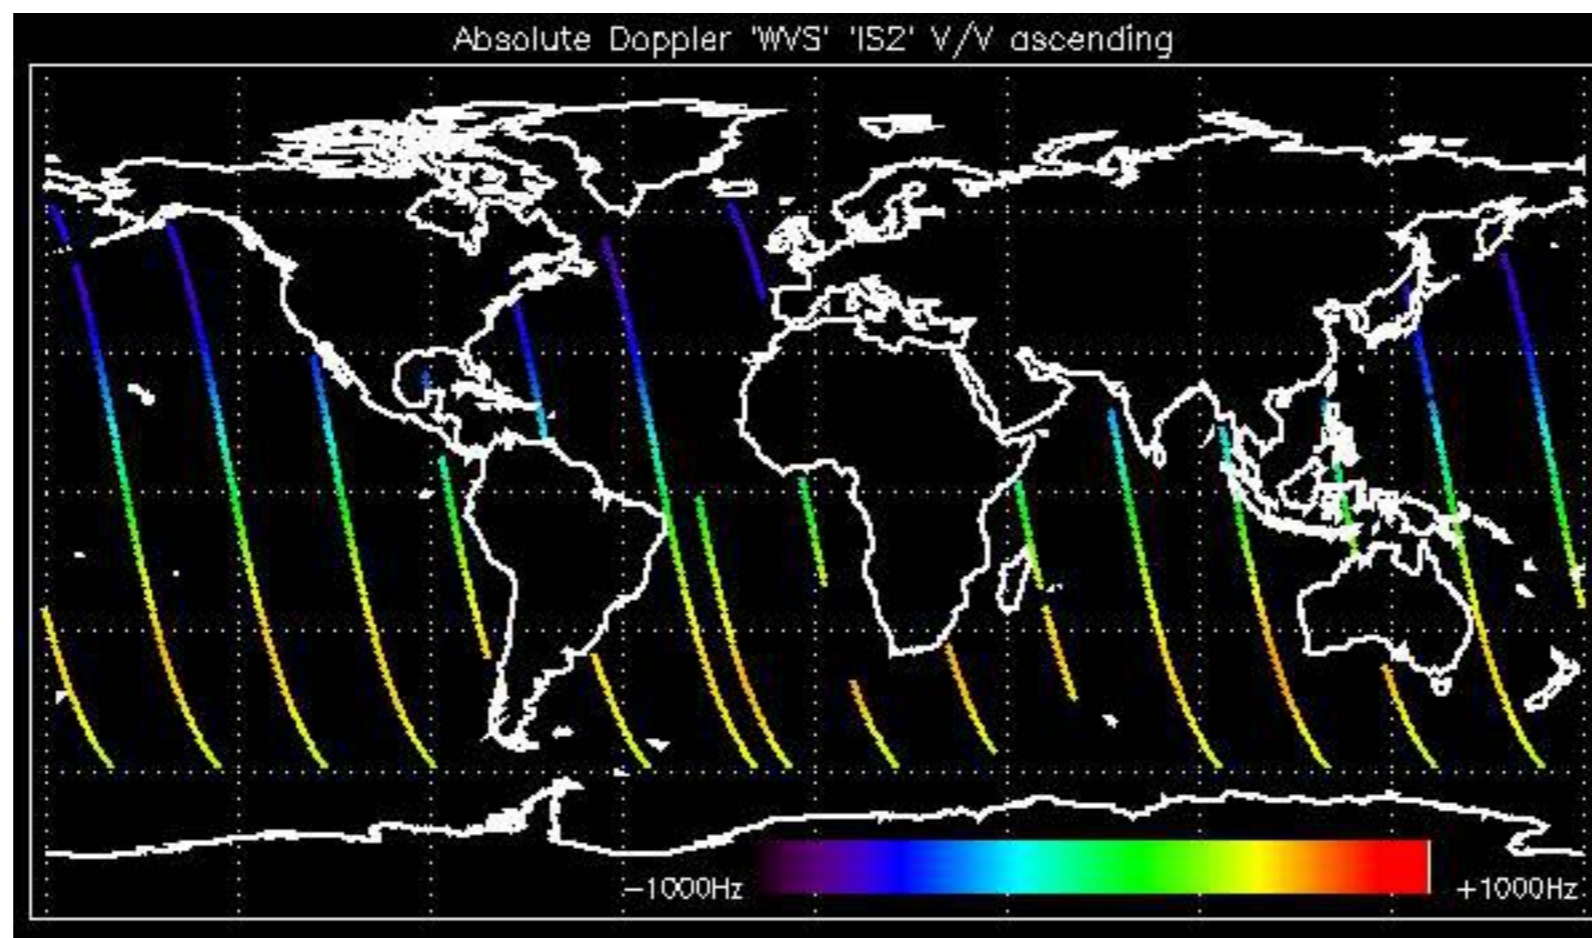 Absolute Doppler 'WVS' 'IS2' V/V ascending
−1000Hz +1000Hz